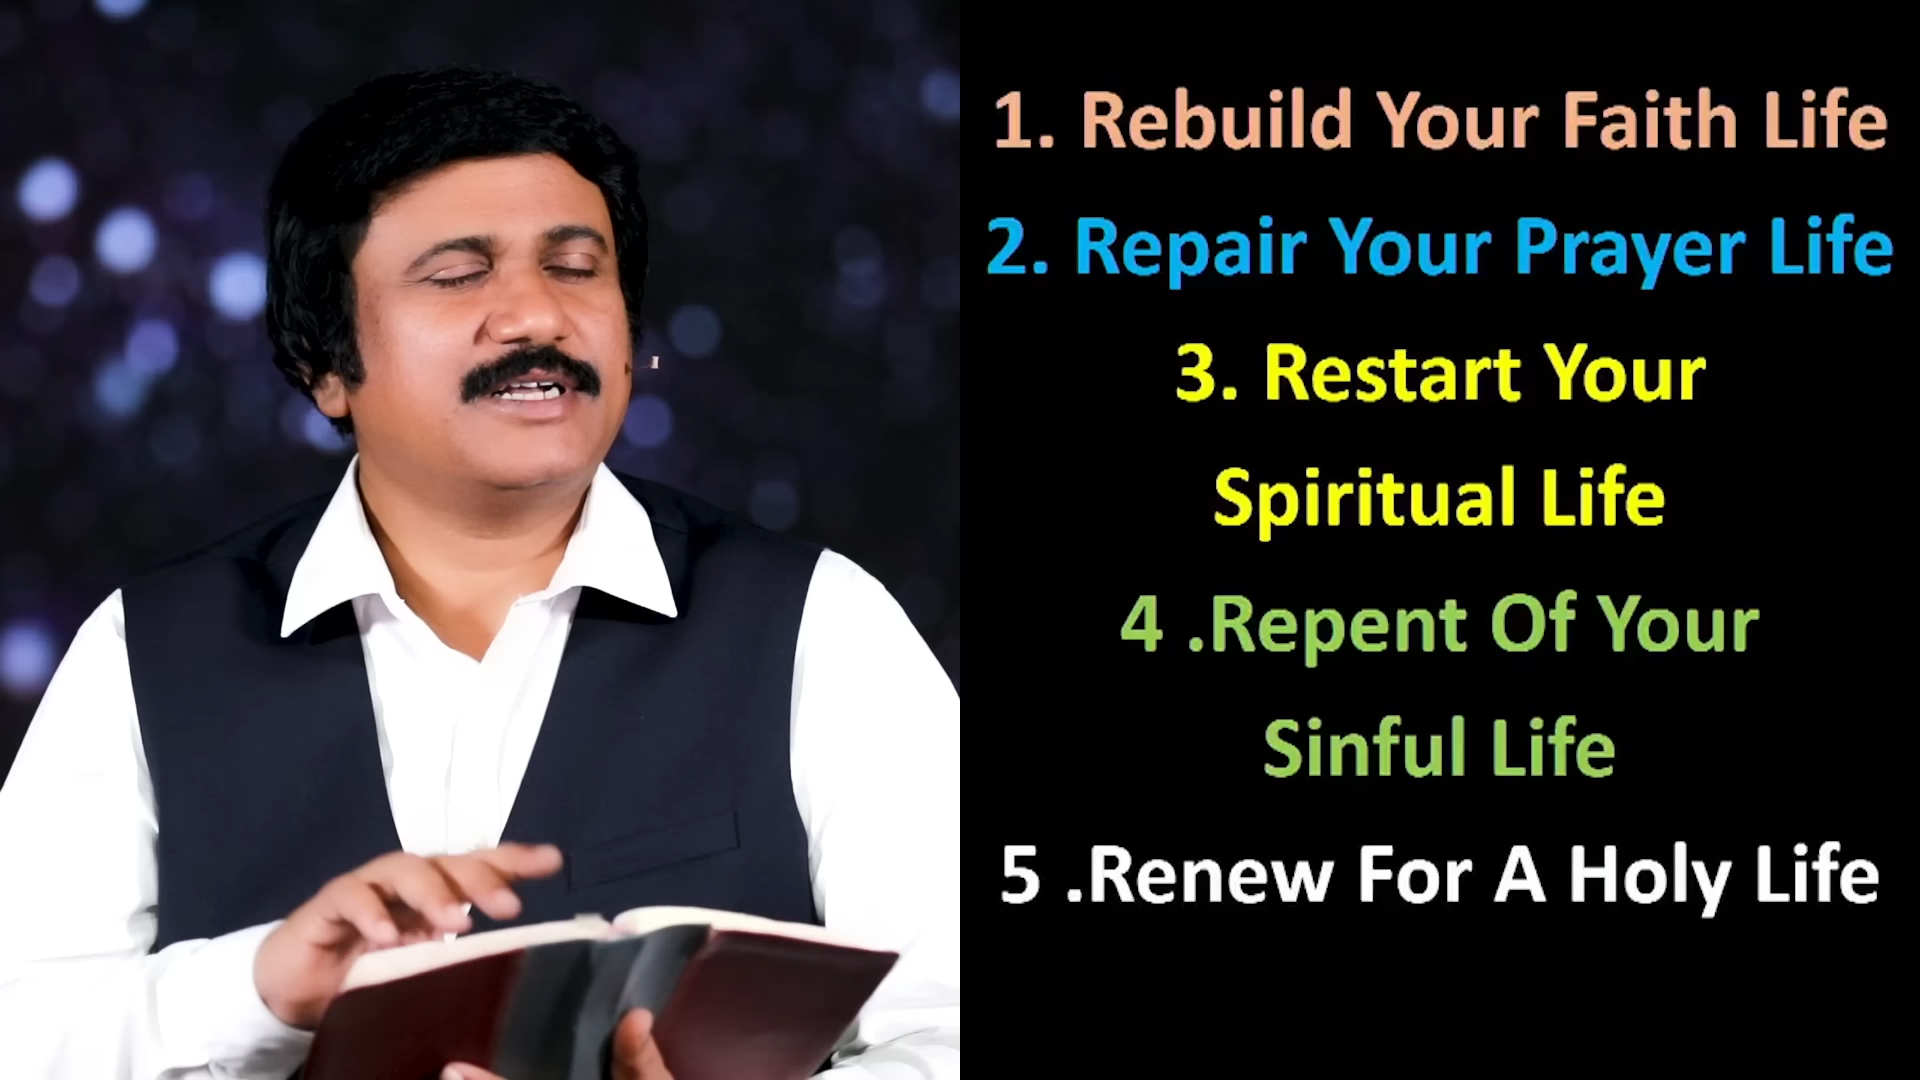 1. Rebuild Your Faith Life
2. Repair Your Prayer Life
3. Restart Your
Spiritual Life
4 .Repent Of Your
Sinful Life
5 .Renew For A Holy Life